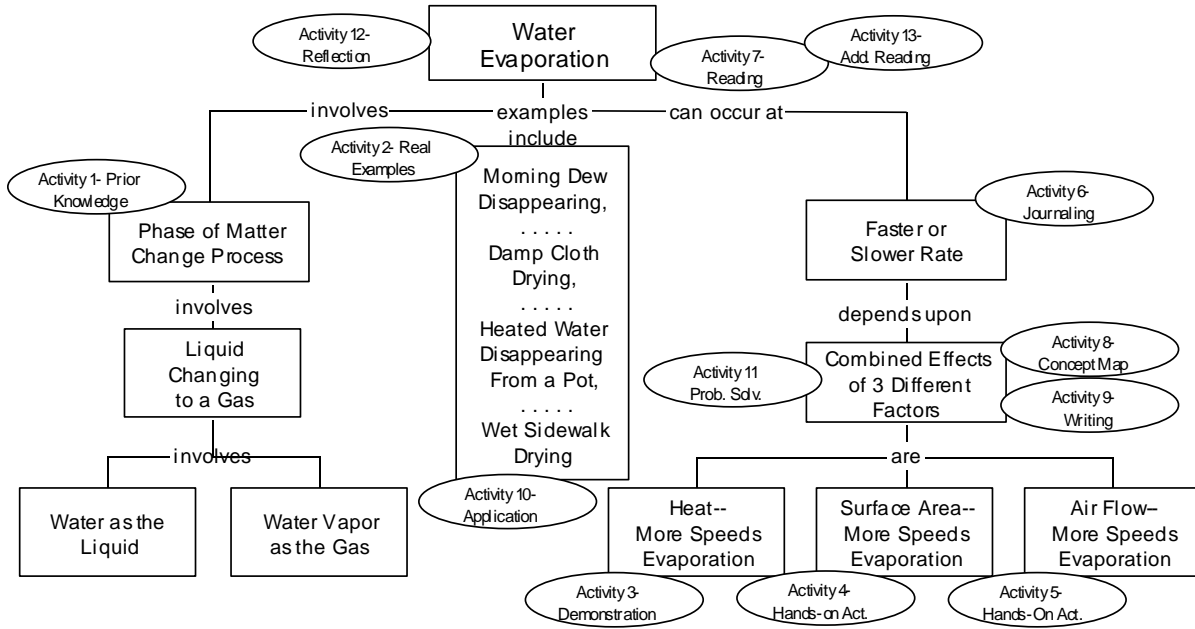 Water
Evaporation
Activity 12-
Reflection
Activity 7-
Reading
Activity 13-
Add. Reading
involves
examples
include
can occur at
Activity 1- Prior
Knowledge
Phase of Matter
Change Process
involves
Liquid
Changing
to a Gas
involves
Water as the
Liquid
Water Vapor
as the Gas
Activity 2- Real
Examples
Morning Dew
Disappearing,
. . . . .
Damp Cloth
Drying,
. . . . .
Heated Water
Disappearing
From a Pot,
. . . . .
Wet Sidewalk
Drying
Activity 10-
Application
Activity 6-
Journaling
Faster or
Slower Rate
depends upon
Activity 11
Prob. Solv.
Combined Effects
of 3 Different
Factors
Activity 8-
Concept Map
Activity 9-
Writing
are
Heat--
More Speeds
Evaporation
Surface Area--
More Speeds
Evaporation
Air Flow--
More Speeds
Evaporation
Activity 3-
Demonstration
Activity 4-
Hands-on Act.
Activity 5-
Hands-On Act.